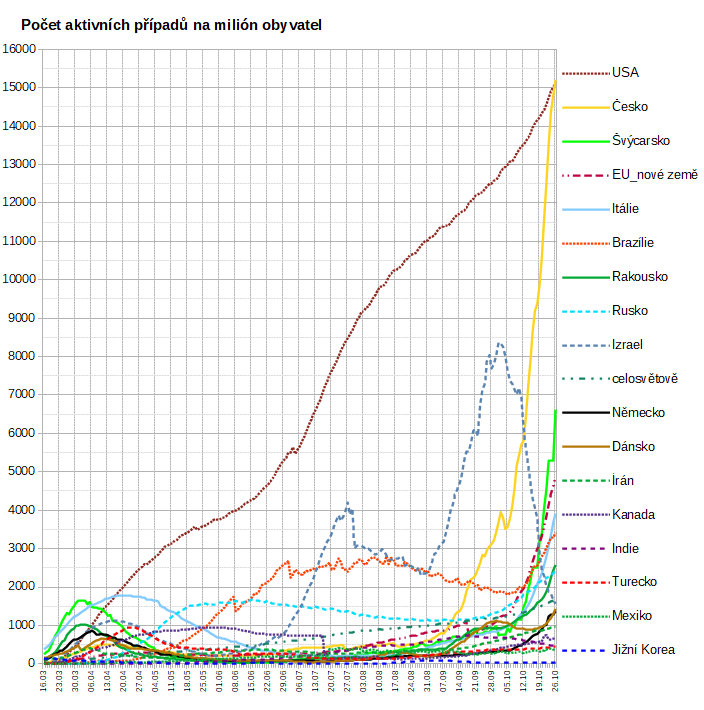 Počet aktivních případů na milión obyvatel
16000
15000
14000
13000
12000
11000
10000
9000
8000
7000
6000
5000
4000
3000
2000
1000
0
16.03
23.03
30.03
06.04
13.04
20.04
27.04
04.05
11.05
18.05
25.05
01.06
08.06
15.06
22.06
29.06
06.07
13.07
20.07
27.07
03.08
10.08
17.08
24.08
31.08
07.09
14.09
21.09
28.09
05.10
12.10
19.10
26.10
USA
Česko
Švýcarsko
EU_nové země
Itálie
Brazílie
Rakousko
Rusko
Izrael
celosvětově
Německo
Dánsko
Írán
Kanada
Indie
Turecko
Mexiko
Jižní Korea